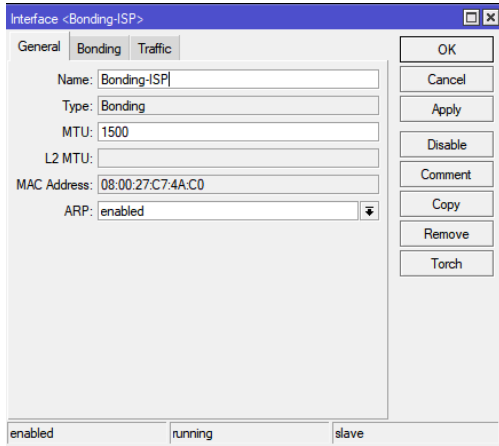 Interface <Bonding-ISP>
General Bonding Traffic
Name: Bonding-ISP
Type: Bonding
MTU: 1500
L2 MTU:
MAC Address: 08:00:27:C7:4A:C0
ARP: enabled
OK
Cancel
Apply
Disable
Comment
Copy
Remove
Torch
enabled running slave